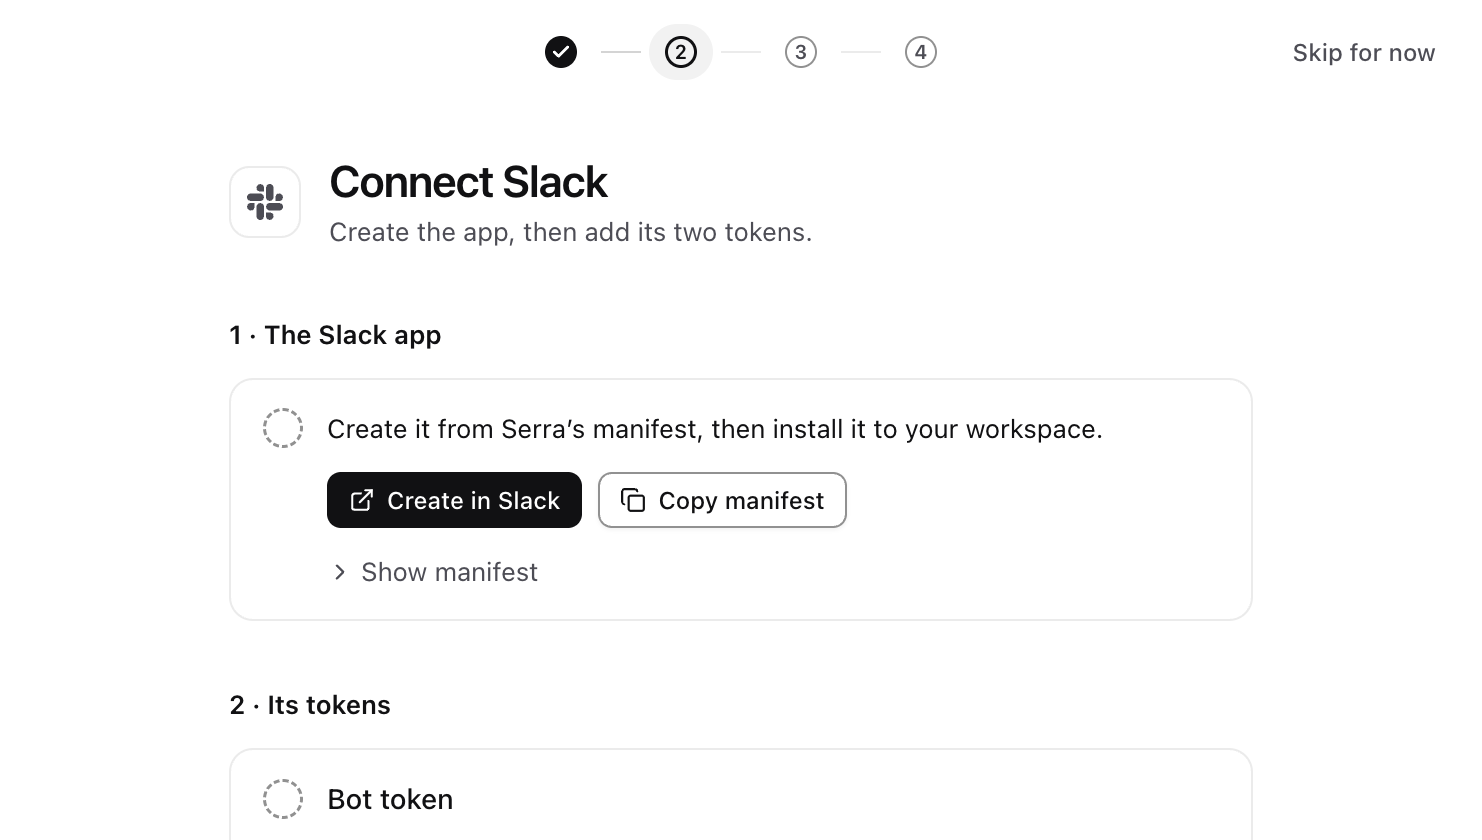 2
3
4
Skip for now
Connect Slack
Create the app, then add its two tokens.
1 · The Slack app
Create it from Serra’s manifest, then install it to your workspace.
Create in Slack
Copy manifest
Show manifest
2 · Its tokens
Bot token